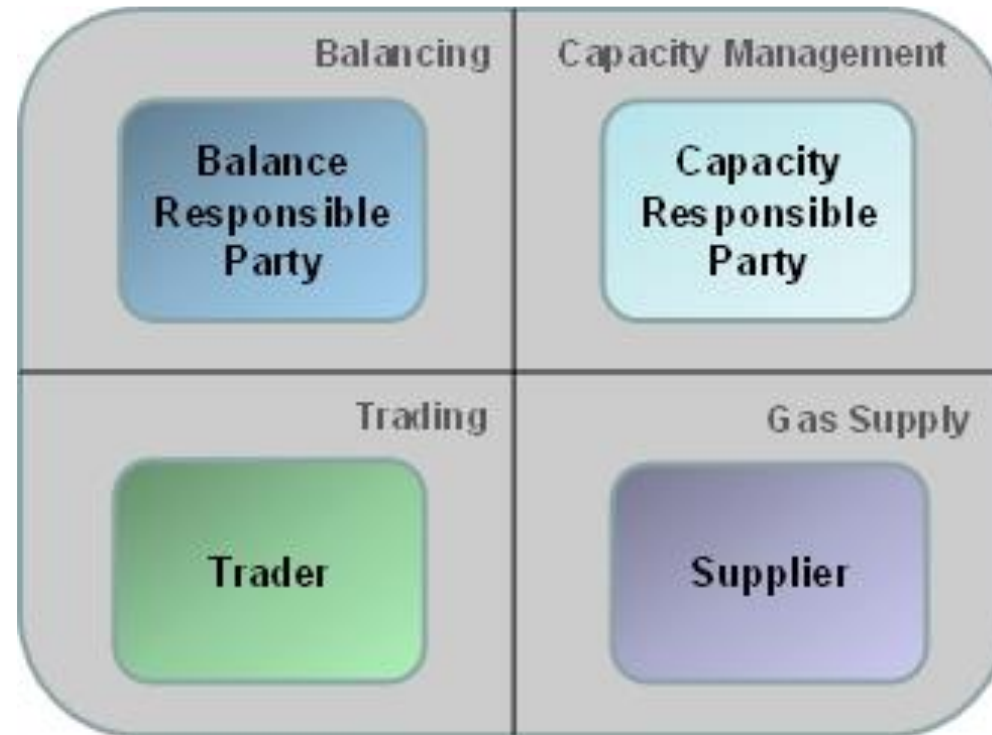 Balancing
Balance
Responsible
Party
Capacity Management
Capacity
Responsible
Party
Trading
Trader
Gas Supply
Supplier